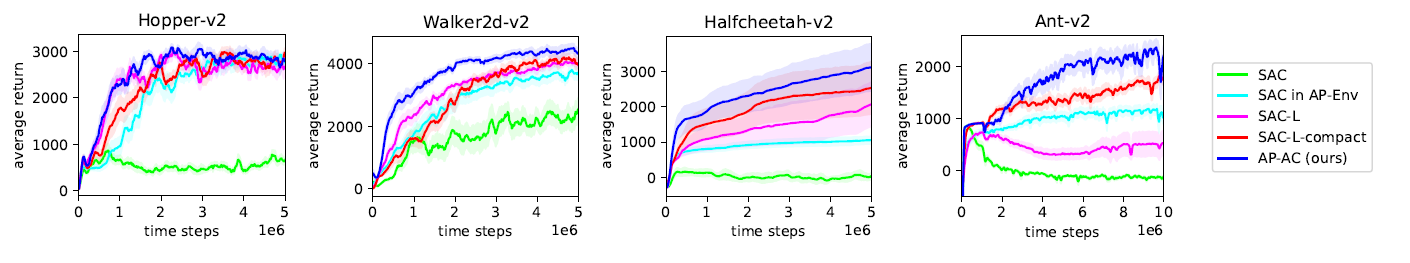 Hopper-v2
average return
3000
2000
1000
0
0 1 2 3 4 5
time steps 1e6
Walker2d-v2
average return
4000
2000
0
0 1 2 3 4 5
time steps 1e6
Halfcheetah-v2
average return
3000
2000
1000
0
0 1 2 3 4 5
time steps 1e6
Ant-v2
average return
2000
1000
0
0 2 4 6 8 10
time steps 1e6
SAC
SAC in AP-Env
SAC-L
SAC-L-compact
AP-AC (ours)